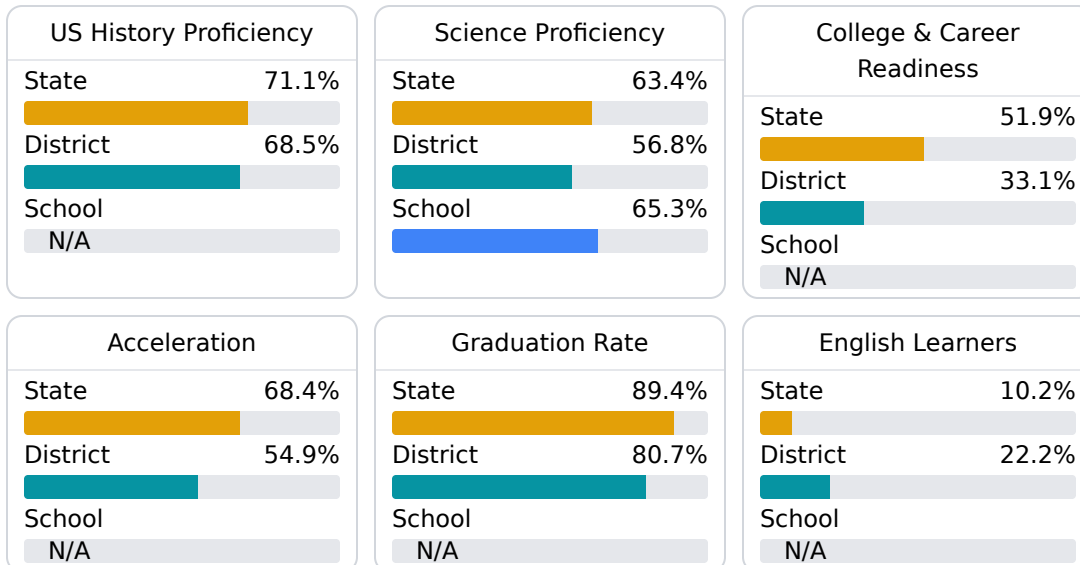 US History Proficiency
State 71.1%
District 68.5%
School
N/A
Science Proficiency
State 63.4%
District 56.8%
School 65.3%
College & Career
Readiness
State 51.9%
District 33.1%
School
N/A
Acceleration
State 68.4%
District 54.9%
School
N/A
Graduation Rate
State 89.4%
District 80.7%
School
N/A
English Learners
State 10.2%
District 22.2%
School
N/A